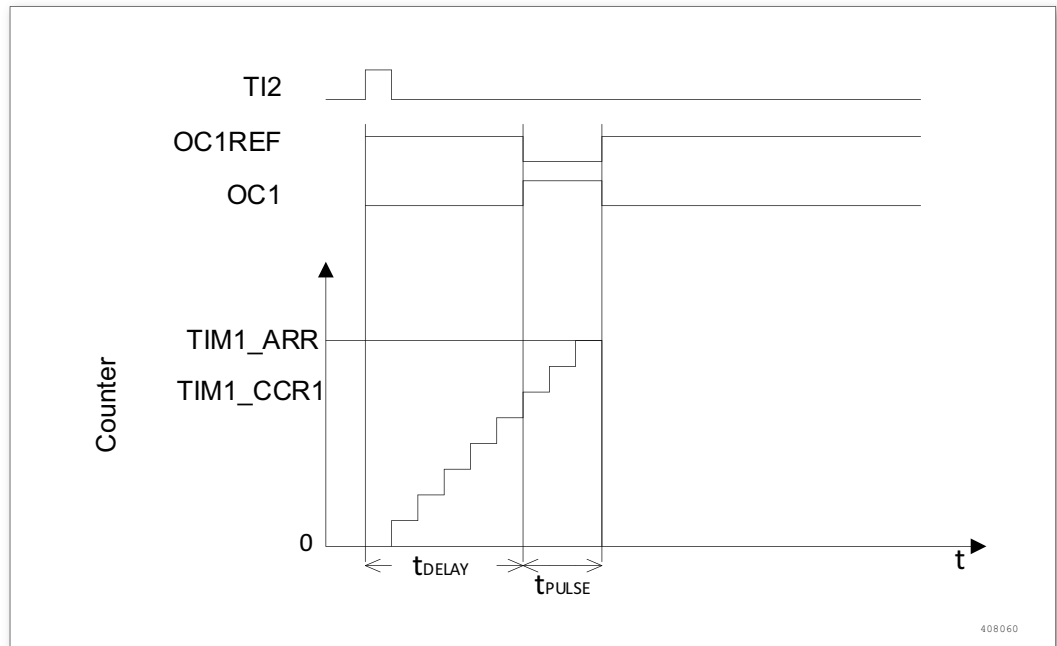 TI2
OC1REF
OC1
TIM1_ARR
TIM1_CCR1
Counter
0
tDELAY
tPULSE
t
408060